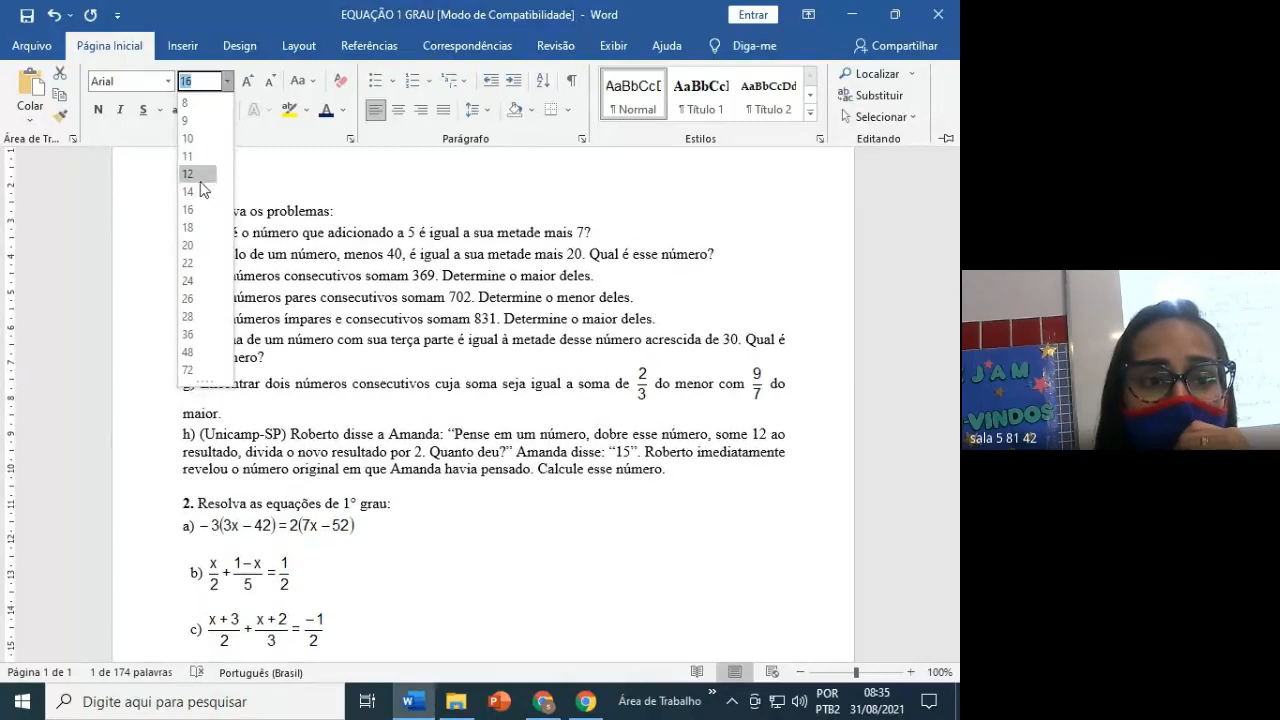 EQUAÇÃO 1 GRAU [Modo de Compatibilidade] - Word
Entrar
Arquivo
Página Inicial
Inserir
Design
Layout
Referências
Correspondências
Revisão
Exibir
Ajuda
Diga-me
Compartilhar
Colar
Arial
16
Aa
N I S
AaBbCcI
¶ Normal
AaBbC
¶ Título 1
AaBbCcDd
¶ Título 2
Localizar
Substituir
Selecionar
Área de Tr...
Parágrafo
Estilos
Editando
8
9
10
11
12
14
16
18
20
22
24
26
28
36
48
72
va os problemas:
é o número que adicionado a 5 é igual a sua metade mais 7?
lo de um número, menos 40, é igual a sua metade mais 20. Qual é esse número?
números consecutivos somam 369. Determine o maior deles.
números pares consecutivos somam 702. Determine o menor deles.
números ímpares e consecutivos somam 831. Determine o maior deles.
a de um número com sua terça parte é igual à metade desse número acrescida de 30. Qual é
mero?
g) Encontrar dois números consecutivos cuja soma seja igual a soma de 2/3 do menor com 9/7 do
maior.
h) (Unicamp-SP) Roberto disse a Amanda: “Pense em um número, dobre esse número, some 12 ao
resultado, divida o novo resultado por 2. Quanto deu?” Amanda disse: “15”. Roberto imediatamente
revelou o número original em que Amanda havia pensado. Calcule esse número.
2. Resolva as equações de 1° grau:
a) – 3(3x – 42) = 2(7x – 52)
b) x/2 + 1–x/5 = 1/2
c) x+3/2 + x+2/3 = –1/2
Página 1 de 1
1 de 174 palavras
Português (Brasil)
100%
Digite aqui para pesquisar
Área de Trabalho
POR
PTB2
08:35
31/08/2021
E JAM
VINDOS
sala 5 81 42